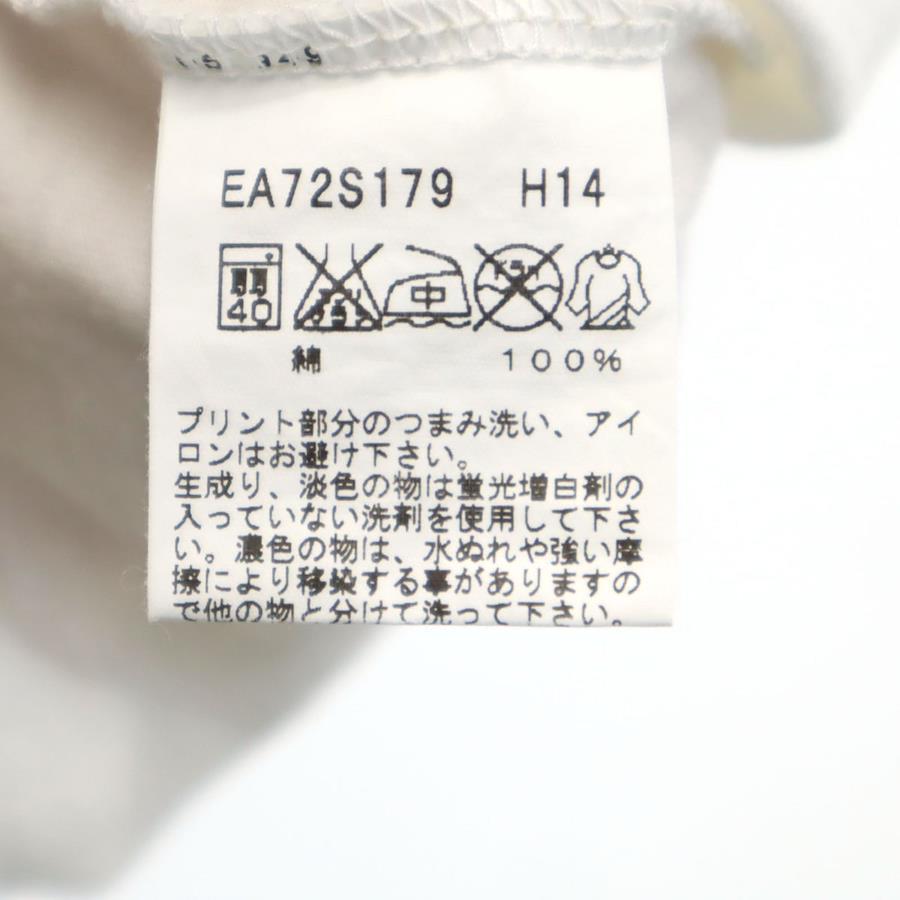 EA72S179 H14
40 中
綿 100%
プリント部分のつまみ洗い、アイ
ロンはお避け下さい。
生成り、淡色の物は蛍光増白剤の
入っていない洗剤を使用して下さ
い。濃色の物は、水ぬれや強い摩
擦により移染する事がありますの
で他の物と分けて洗って下さい。